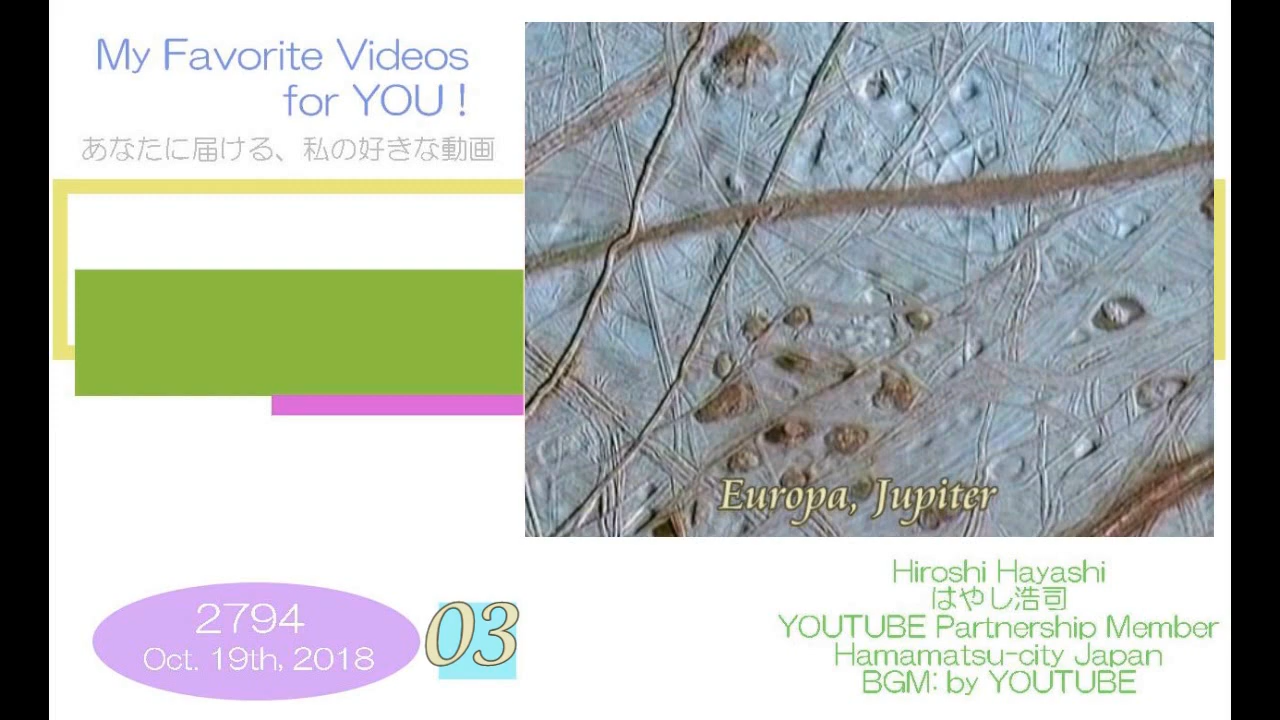 My Favorite Videos
for YOU !
あなたに届ける、私の好きな動画
Europa, Jupiter
2794
Oct. 19th, 2018
03
Hiroshi Hayashi
はやし浩司
YOUTUBE Partnership Member
Hamamatsu-city Japan
BGM: by YOUTUBE